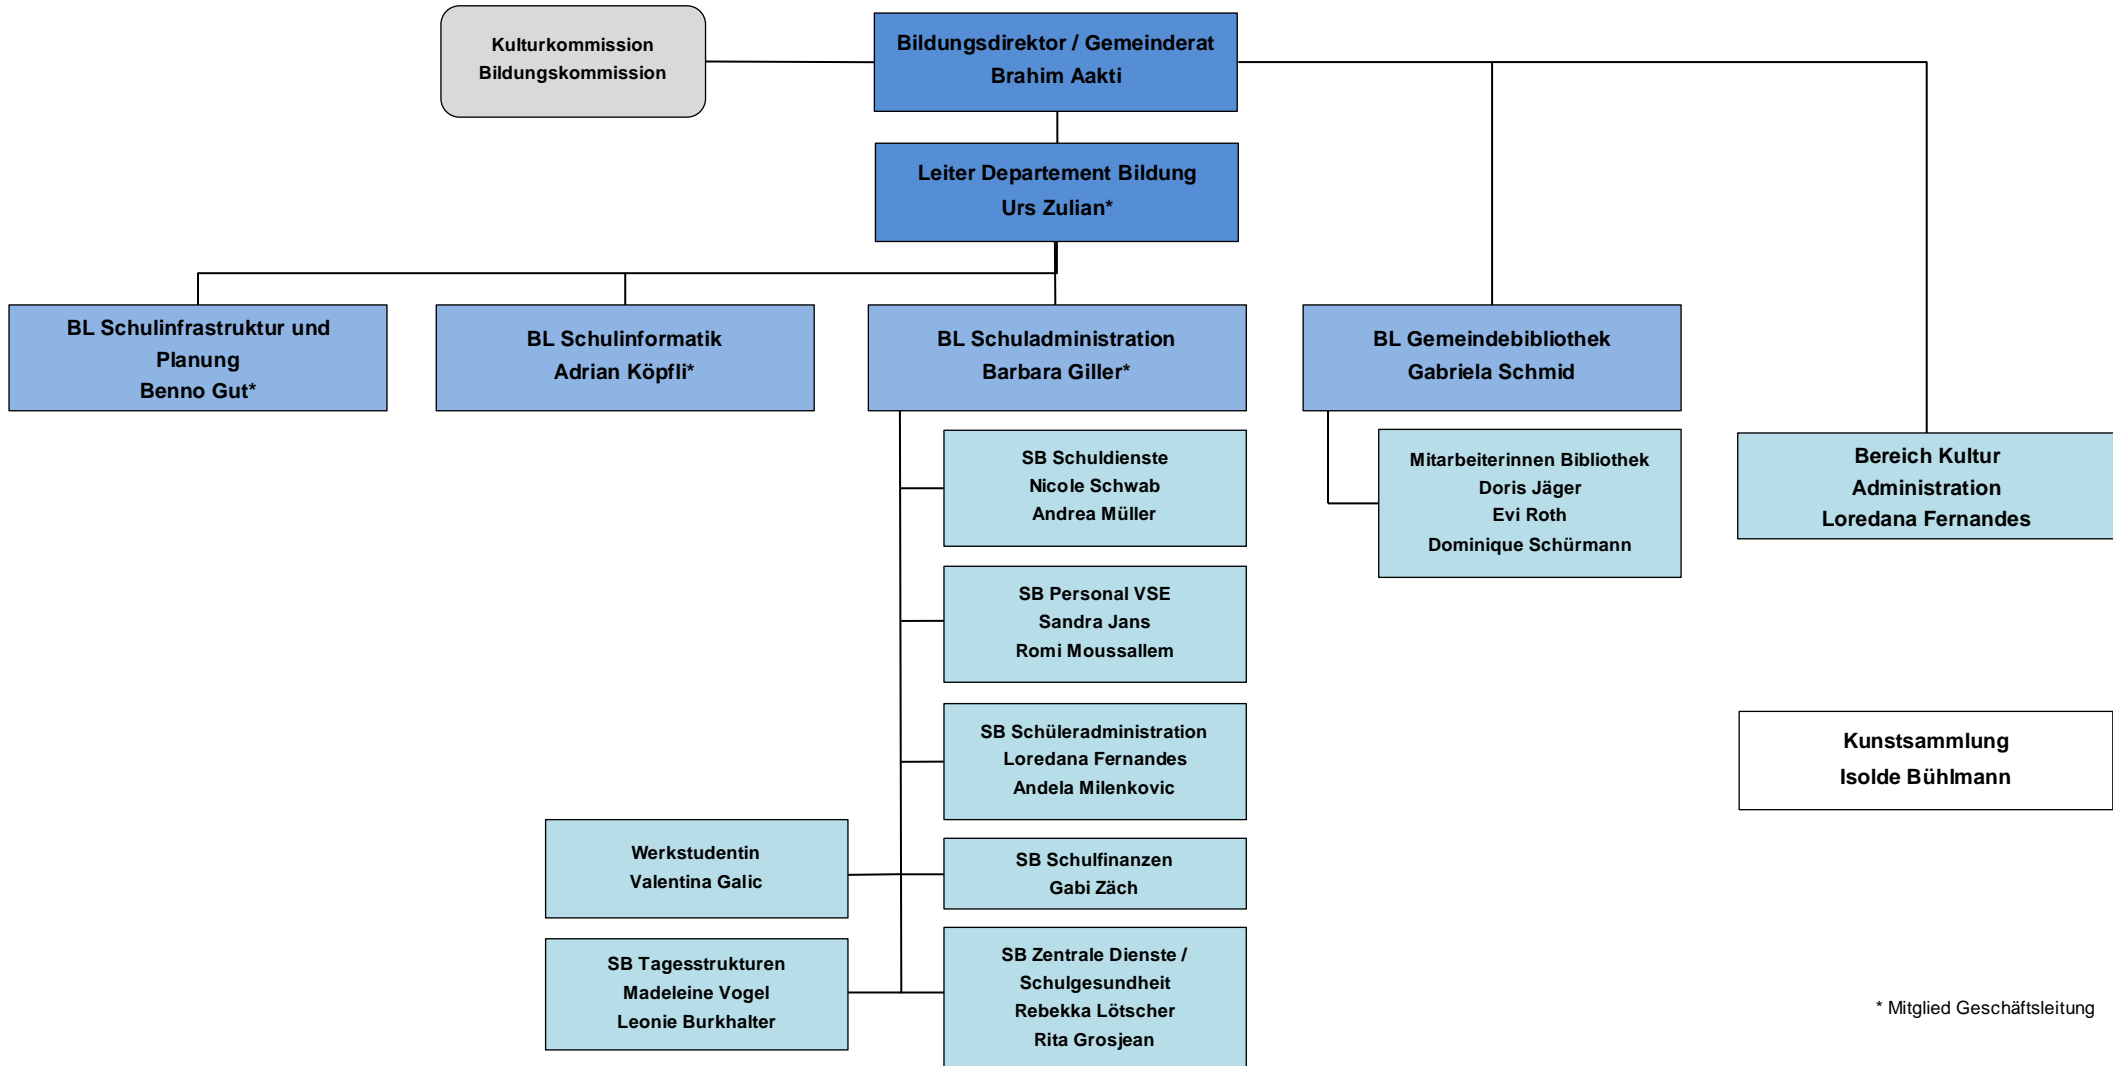 Kulturkommission
Bildungskommission
Bildungsdirektor / Gemeinderat
Brahim Aakti
Leiter Departement Bildung
Urs Zulian*
BL Schulinfrastruktur und
Planung
Benno Gut*
BL Schulinformatik
Adrian Köpfli*
BL Schuladministration
Barbara Giller*
BL Gemeindebibliothek
Gabriela Schmid
SB Schuldienste
Nicole Schwab
Andrea Müller
Mitarbeiterinnen Bibliothek
Doris Jäger
Evi Roth
Dominique Schürmann
Bereich Kultur
Administration
Loredana Fernandes
SB Personal VSE
Sandra Jans
Romi Moussallem
SB Schüleradministration
Loredana Fernandes
Andela Milenkovic
Kunstsammlung
Isolde Bühlmann
Werkstudentin
Valentina Galic
SB Schulfinanzen
Gabi Zäch
SB Tagesstrukturen
Madeleine Vogel
Leonie Burkhalter
SB Zentrale Dienste /
Schulgesundheit
Rebekka Lötscher
Rita Grosjean
* Mitglied Geschäftsleitung